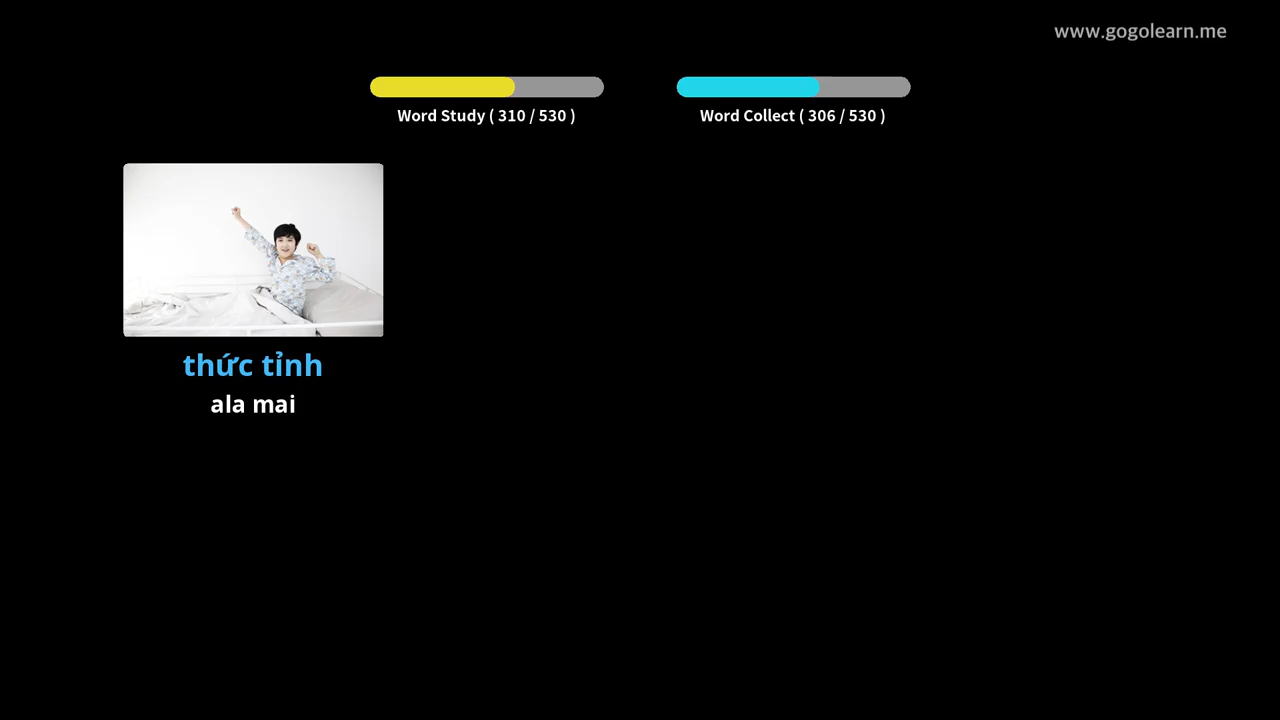 www.gogolearn.me
Word Study ( 310 / 530 )
Word Collect ( 306 / 530 )
thức tỉnh
ala mai